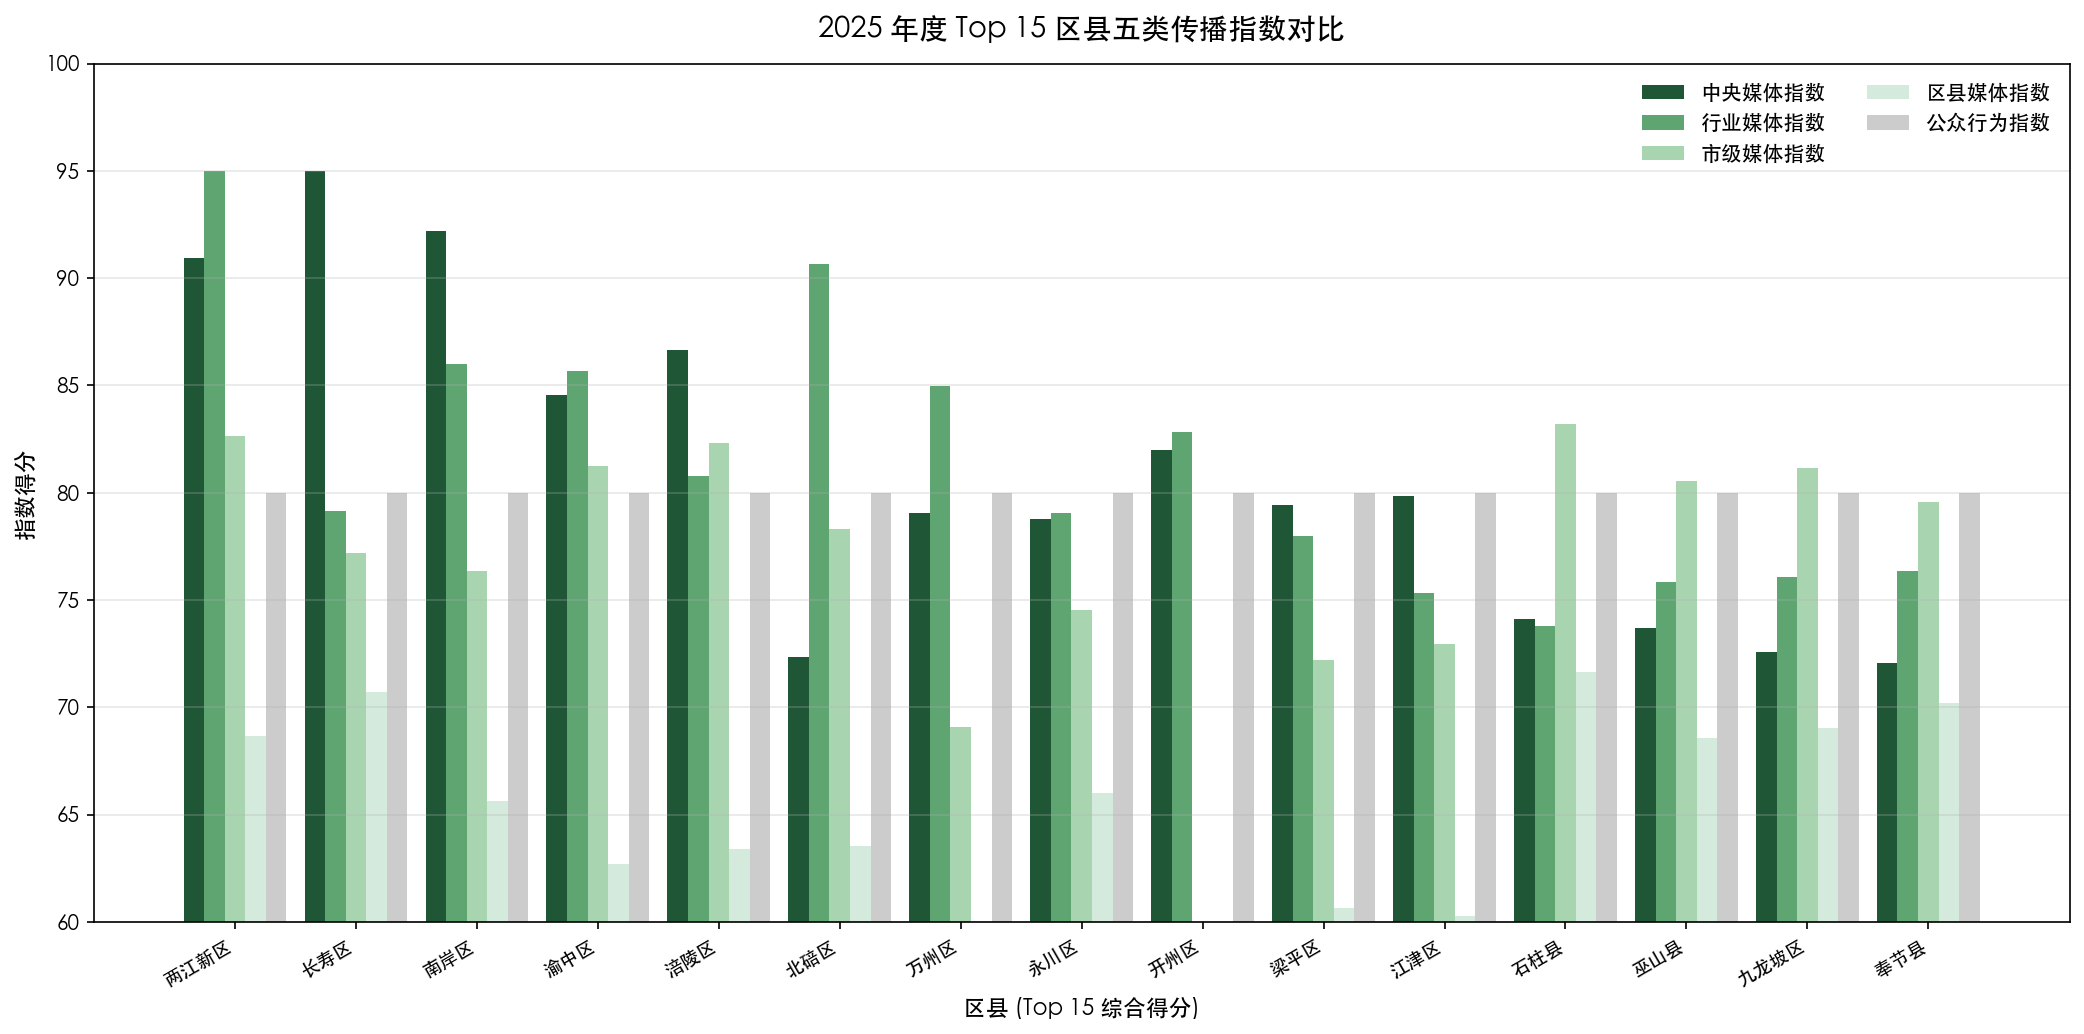 2025 年度 Top 15 区县五类传播指数对比
100
95
90
85
80
75
70
65
60
指数得分
中央媒体指数
行业媒体指数
市级媒体指数
区县媒体指数
公众行为指数
两江新区
长寿区
南岸区
渝中区
涪陵区
北碚区
万州区
永川区
开州区
梁平区
江津区
石柱县
巫山县
九龙坡区
奉节县
区县 (Top 15 综合得分)